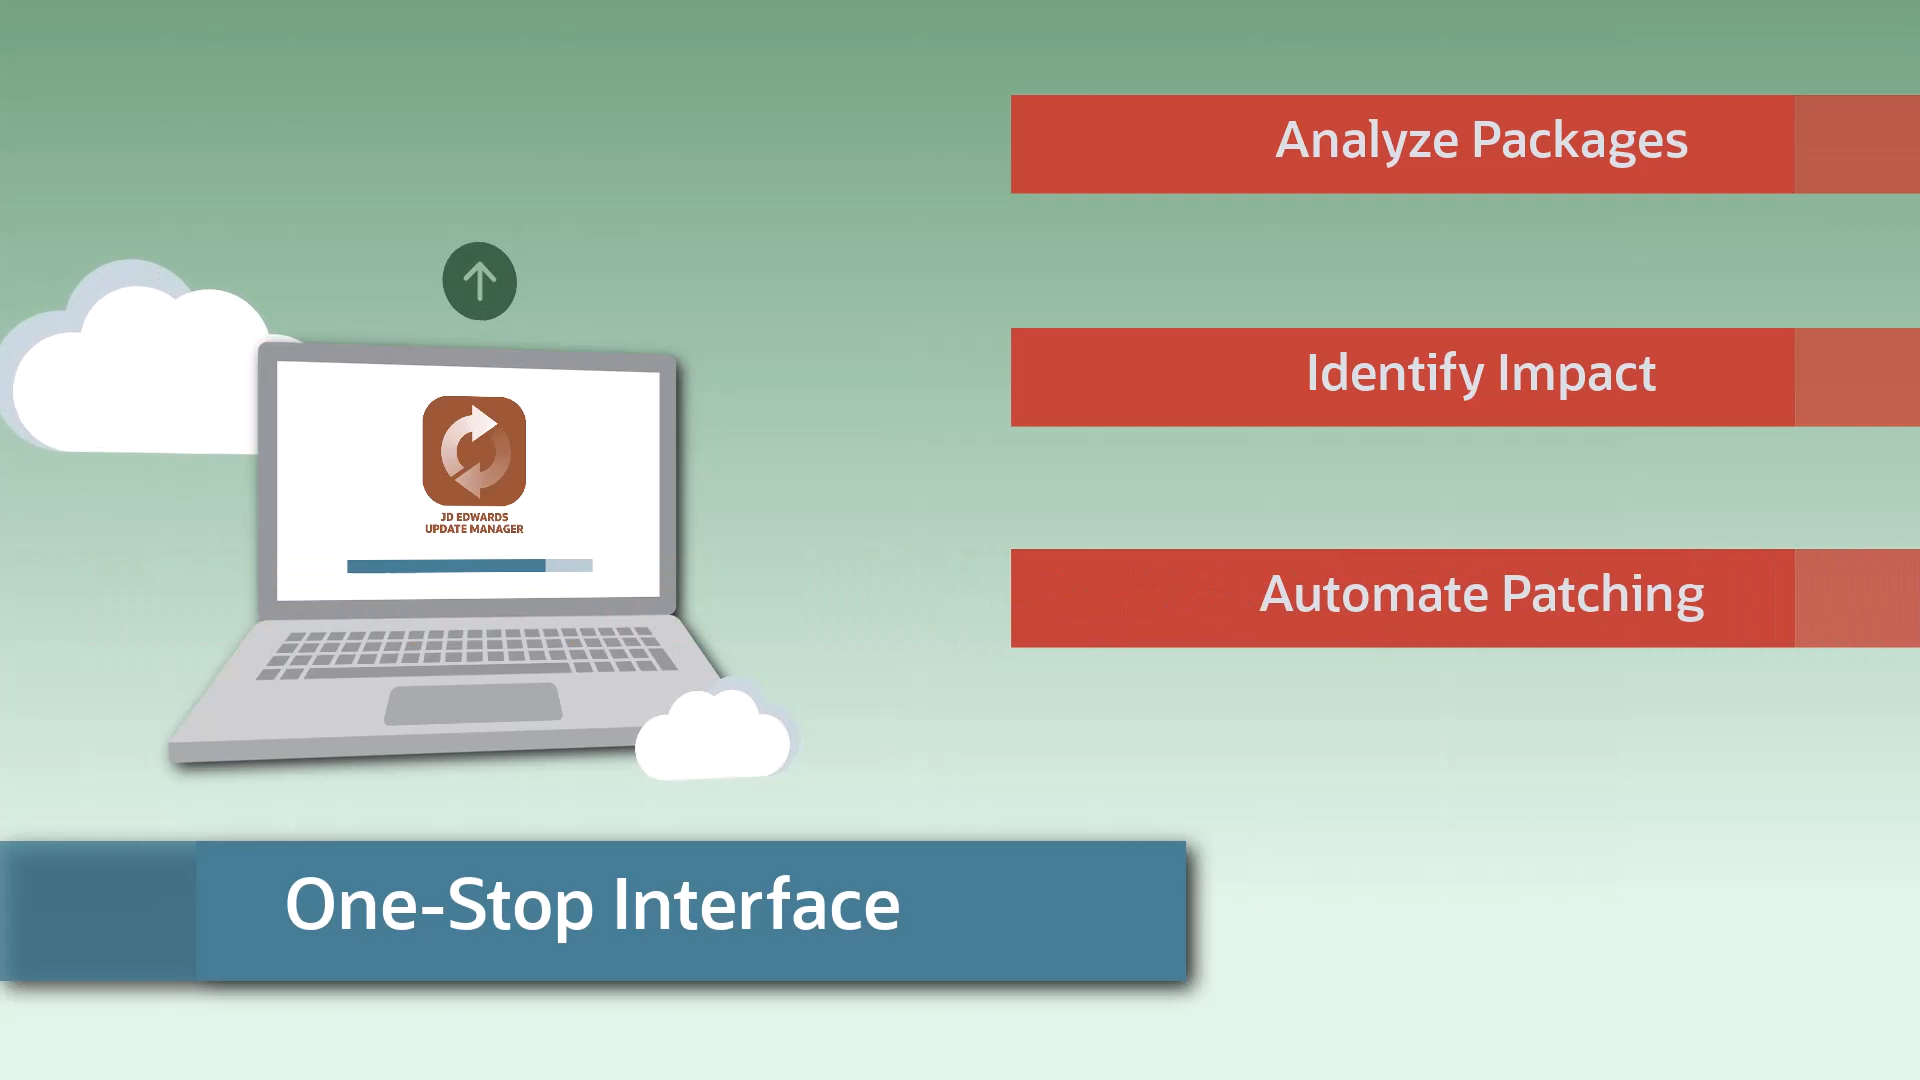 Analyze Packages
Identify Impact
JD EDWARDS
UPDATE MANAGER
Automate Patching
One-Stop Interface